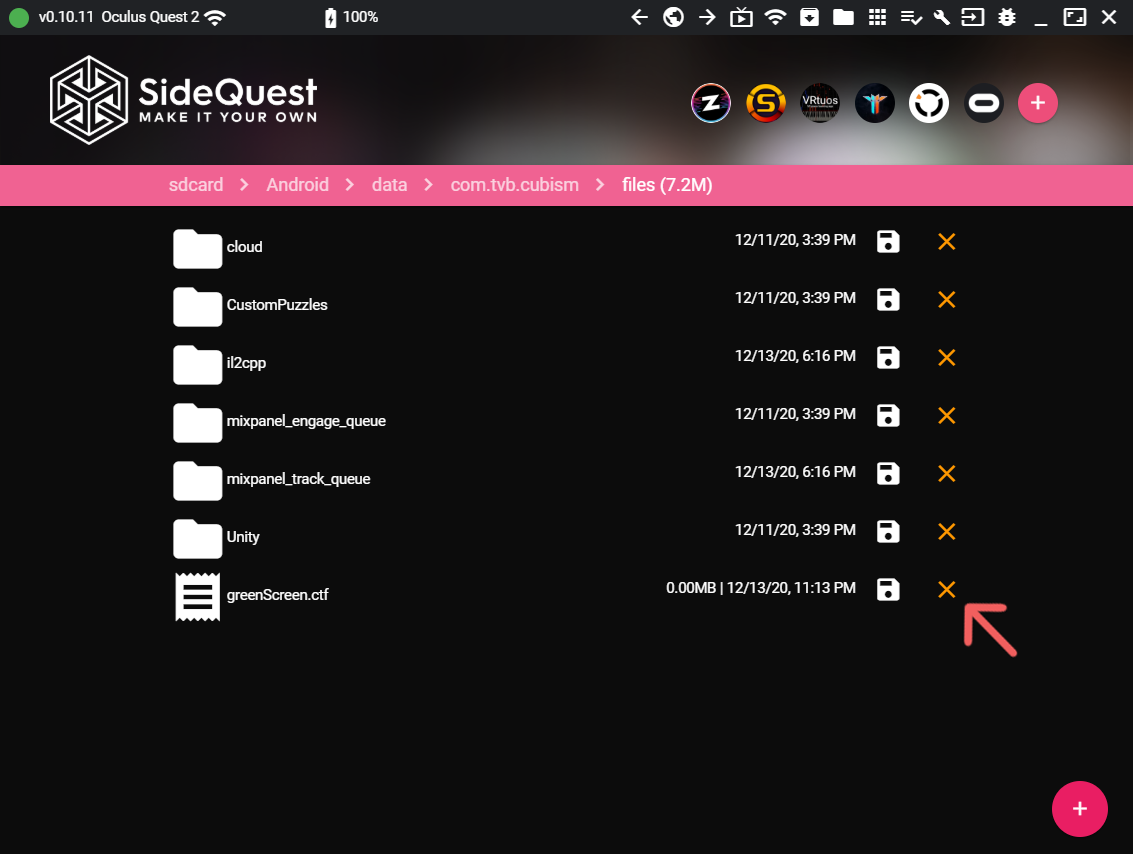 v0.10.11 Oculus Quest 2 100%
SideQuest
MAKE IT YOUR OWN
VRtuos
sdcard Android data com.tvb.cubism files (7.2M)
cloud 12/11/20, 3:39 PM
CustomPuzzles 12/11/20, 3:39 PM
il2cpp 12/13/20, 6:16 PM
mixpanel_engage_queue 12/11/20, 3:39 PM
mixpanel_track_queue 12/13/20, 6:16 PM
Unity 12/11/20, 3:39 PM
greenScreen.ctf 0.00MB | 12/13/20, 11:13 PM